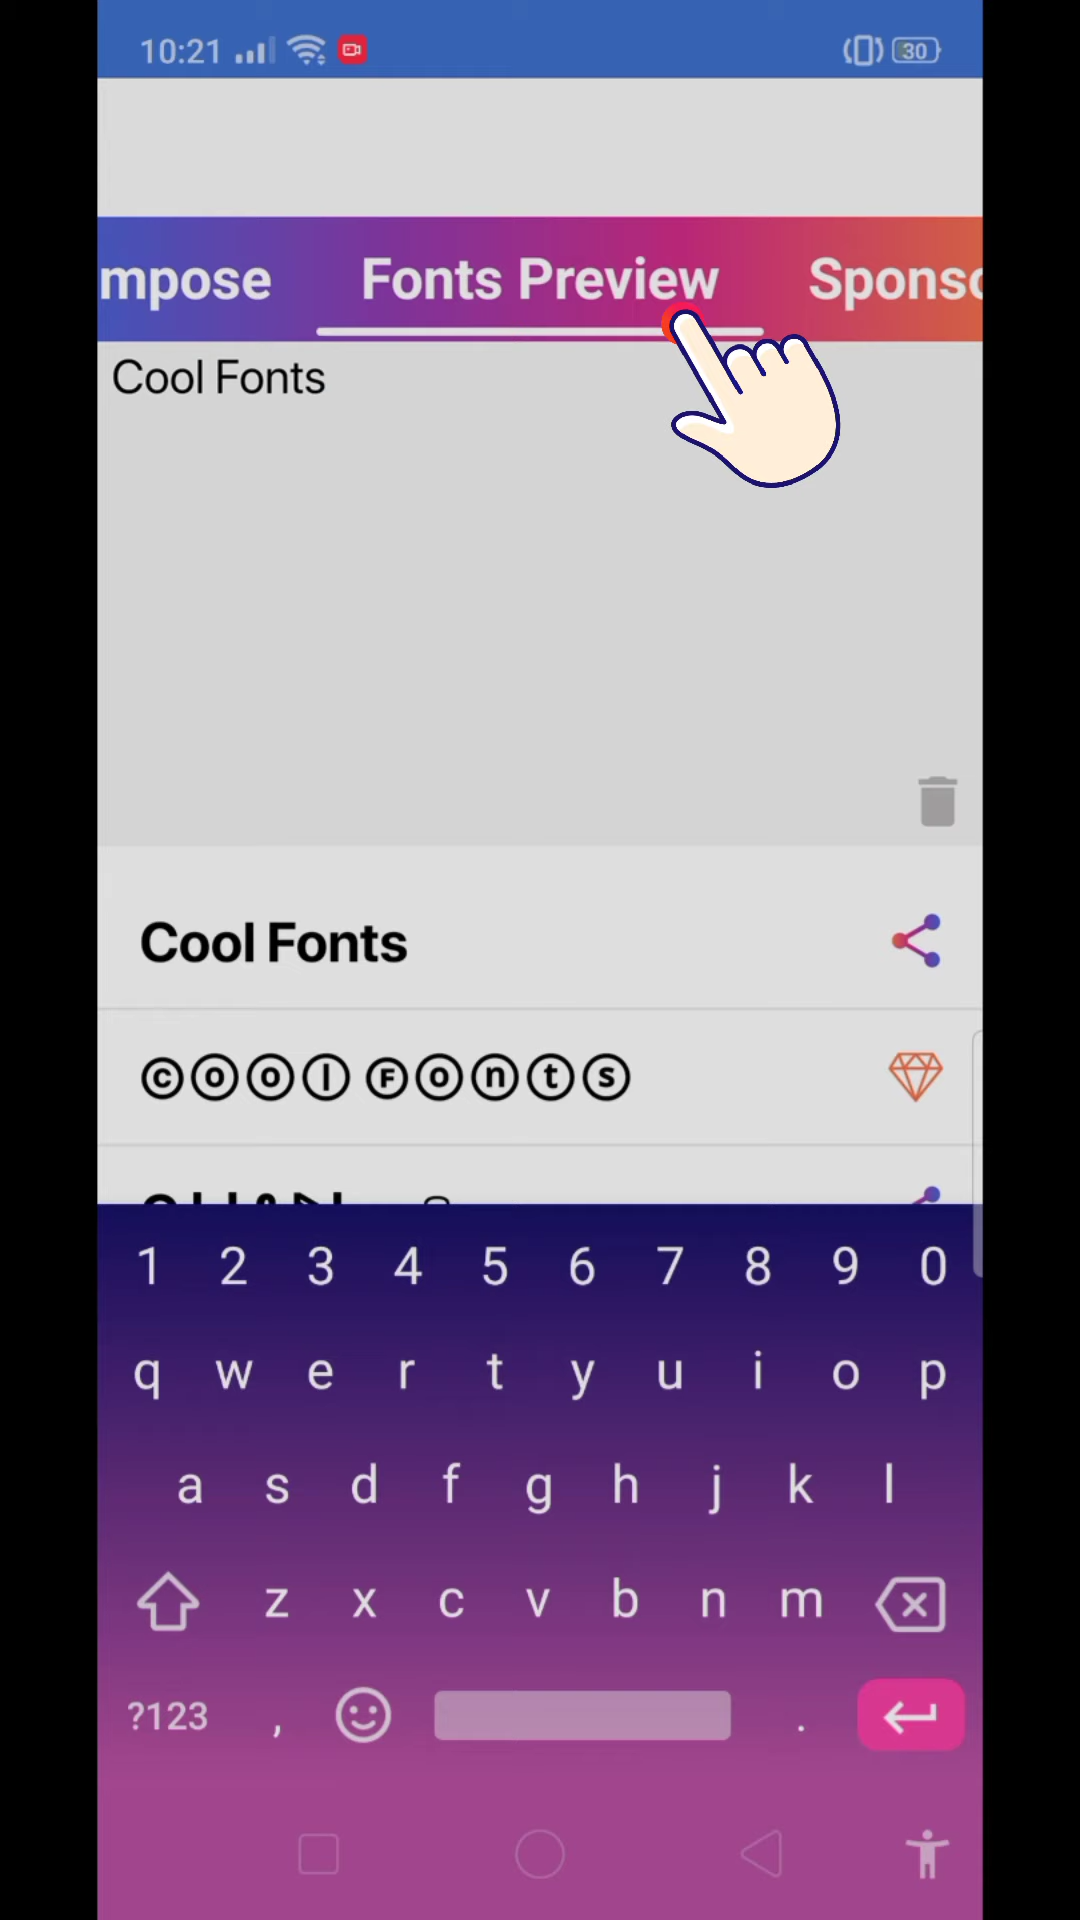 10:21 30
mpose Fonts Preview Sponso
Cool Fonts
Cool Fonts
Ⓒⓞⓞⓛ Ⓕⓞⓝⓣⓢ
1 2 3 4 5 6 7 8 9 0
q w e r t y u i o p
a s d f g h j k l
z x c v b n m
?123 , .